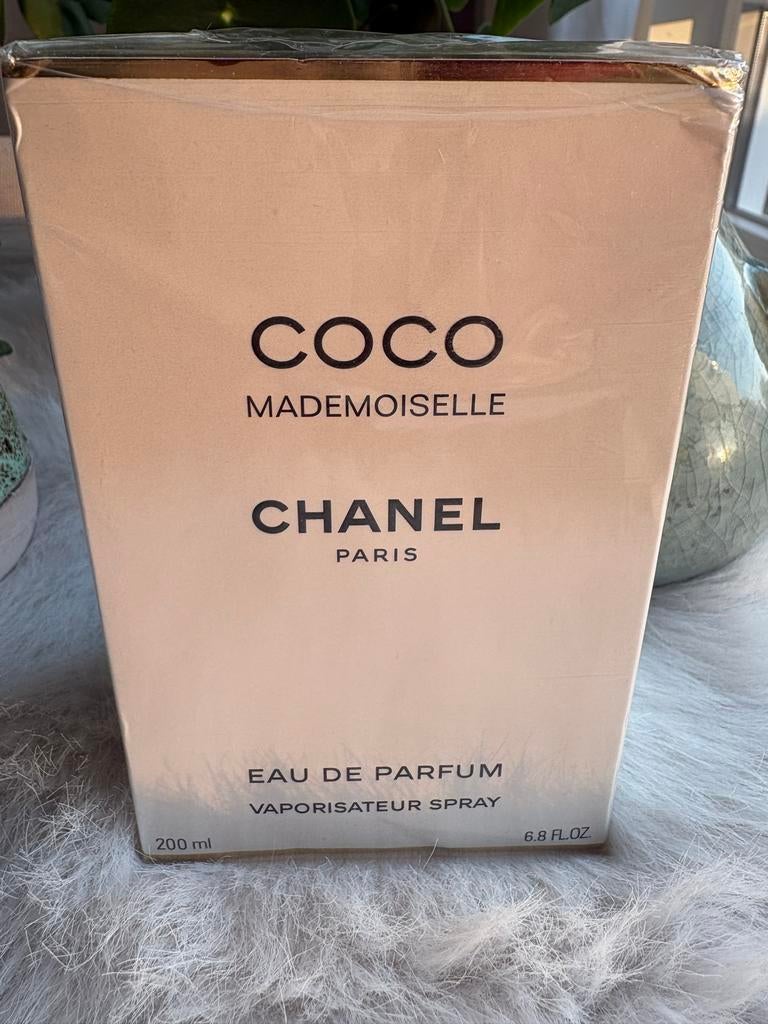 COCO
MADEMOISELLE
CHANEL
PARIS
EAU DE PARFUM
VAPORISATEUR SPRAY
200 ml 6.8 FL.OZ.